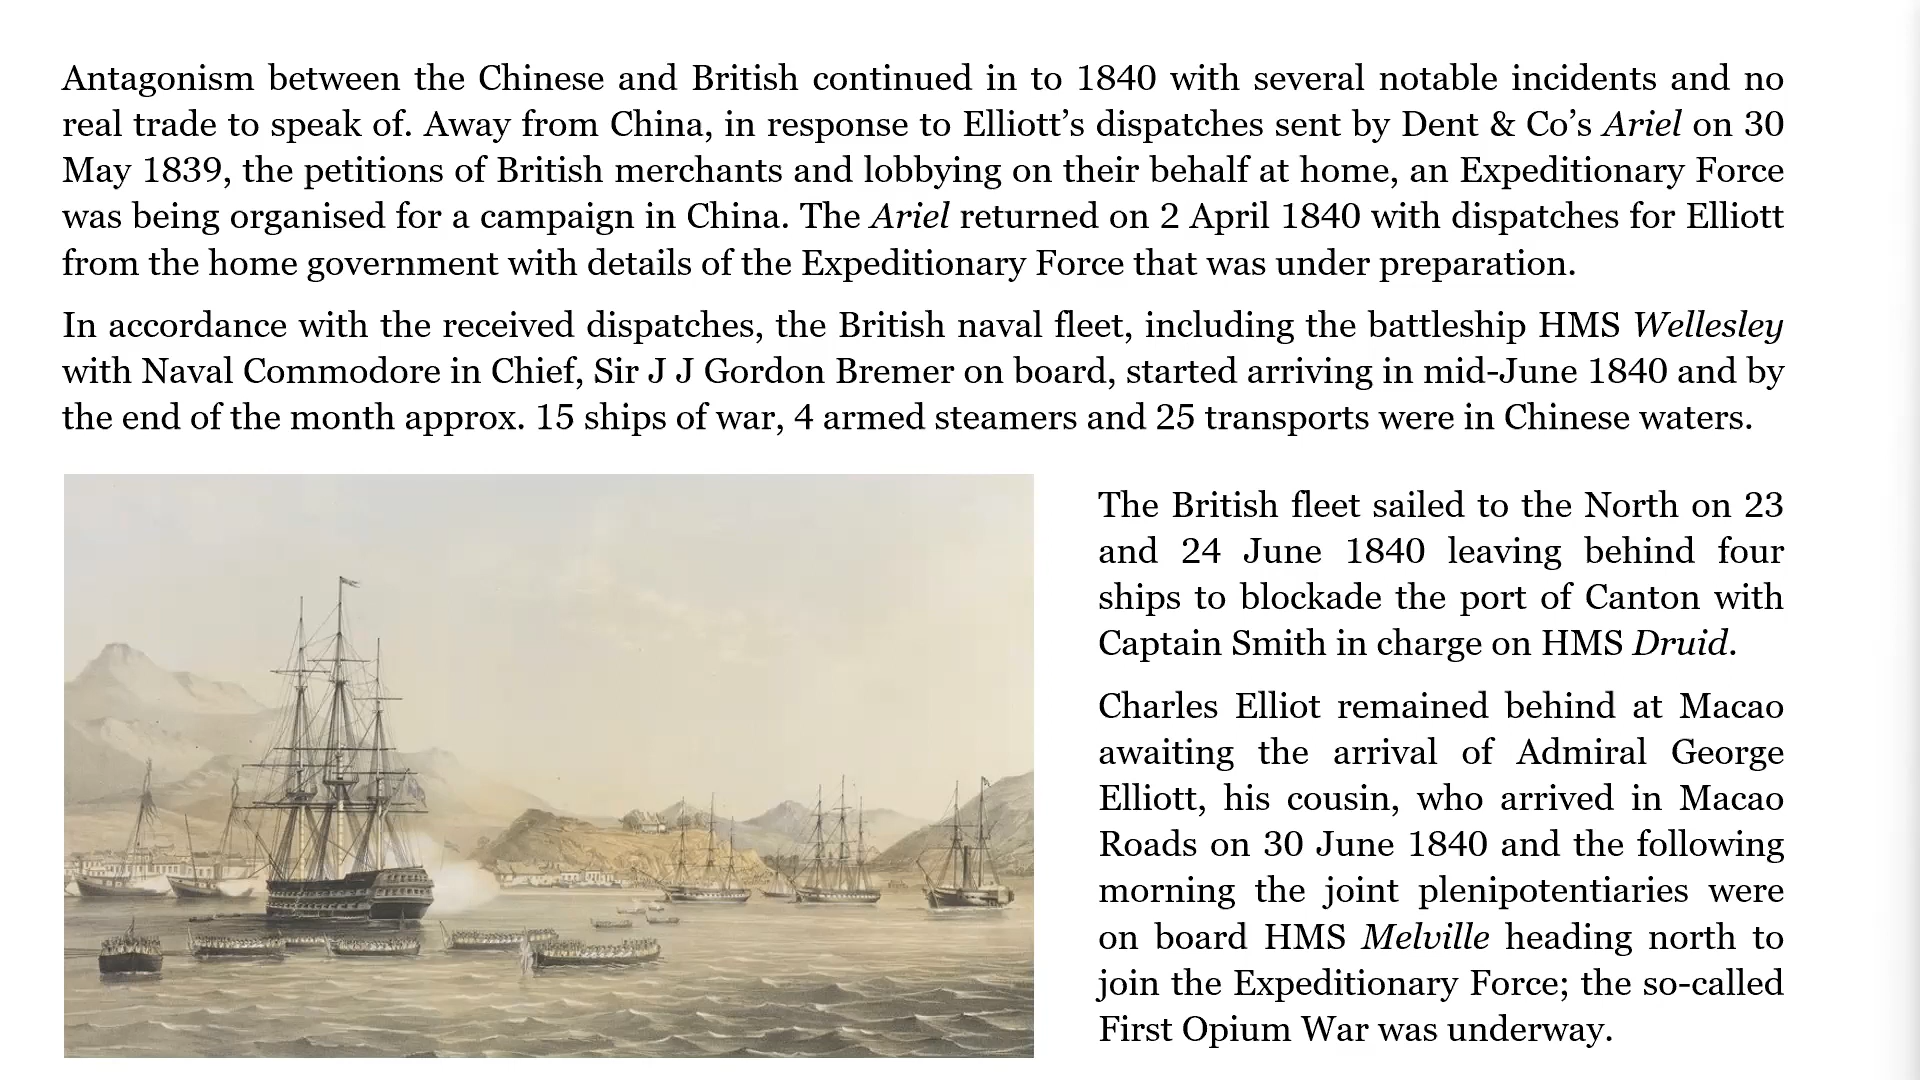 Antagonism between the Chinese and British continued in to 1840 with several notable incidents and no
real trade to speak of. Away from China, in response to Elliott’s dispatches sent by Dent & Co’s Ariel on 30
May 1839, the petitions of British merchants and lobbying on their behalf at home, an Expeditionary Force
was being organised for a campaign in China. The Ariel returned on 2 April 1840 with dispatches for Elliott
from the home government with details of the Expeditionary Force that was under preparation.
In accordance with the received dispatches, the British naval fleet, including the battleship HMS Wellesley
with Naval Commodore in Chief, Sir J J Gordon Bremer on board, started arriving in mid-June 1840 and by
the end of the month approx. 15 ships of war, 4 armed steamers and 25 transports were in Chinese waters.
The British fleet sailed to the North on 23
and 24 June 1840 leaving behind four
ships to blockade the port of Canton with
Captain Smith in charge on HMS Druid.
Charles Elliot remained behind at Macao
awaiting the arrival of Admiral George
Elliott, his cousin, who arrived in Macao
Roads on 30 June 1840 and the following
morning the joint plenipotentiaries were
on board HMS Melville heading north to
join the Expeditionary Force; the so-called
First Opium War was underway.